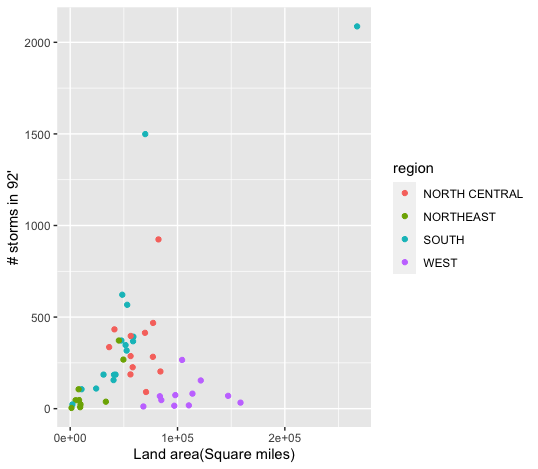 2000
1500
1000
500
0
# storms in 92'
0e+00 1e+05 2e+05
Land area(Square miles)
region
NORTH CENTRAL
NORTHEAST
SOUTH
WEST